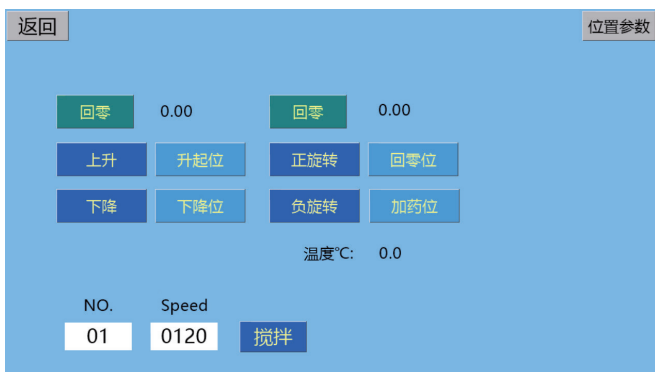 返回 位置参数
回零 0.00 回零 0.00
上升 升起位 正旋转 回零位
下降 下降位 负旋转 加药位
温度℃: 0.0
NO. Speed
01 0120 搅拌